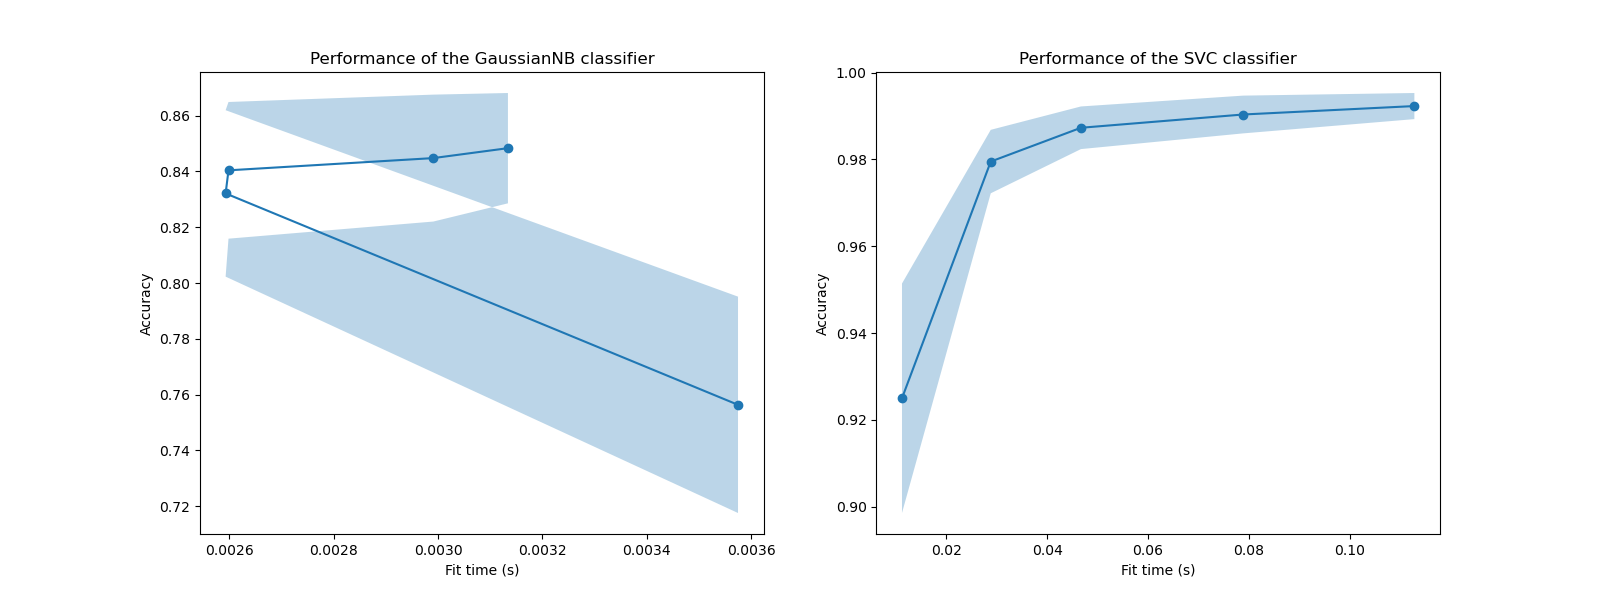 Performance of the GaussianNB classifier
0.86
0.84
0.82
0.80
0.78
0.76
0.74
0.72
Accuracy
0.0026 0.0028 0.0030 0.0032 0.0034 0.0036
Fit time (s)
Performance of the SVC classifier
1.00
0.98
0.96
0.94
0.92
0.90
Accuracy
0.02 0.04 0.06 0.08 0.10
Fit time (s)